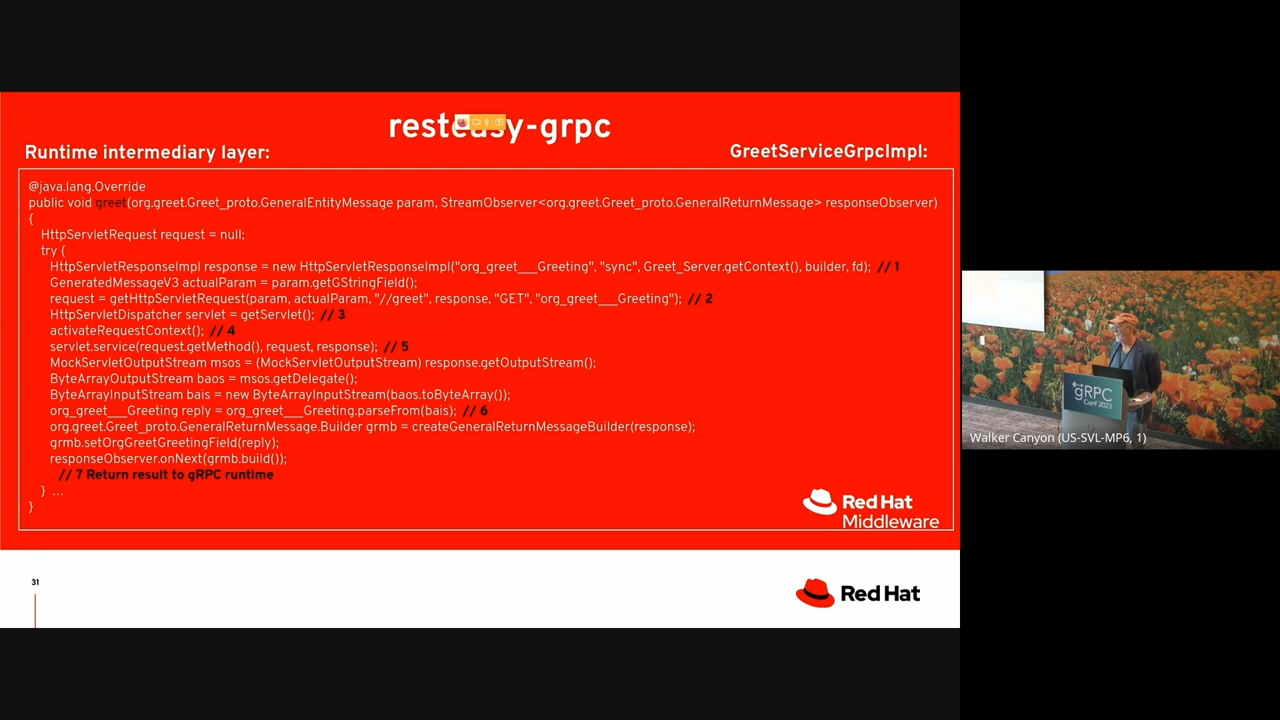 resteasy-grpc
Runtime intermediary layer:
GreetServiceGrpcImpl:
@java.lang.Override
public void greet(org.greet.Greet_proto.GeneralEntityMessage param, StreamObserver<org.greet.Greet_proto.GeneralReturnMessage> responseObserver)
{
HttpServletRequest request = null;
try {
HttpServletResponseImpl response = new HttpServletResponseImpl("org_greet___Greeting", "sync", Greet_Server.getContext(), builder, fd); // 1
GeneratedMessageV3 actualParam = param.getGStringField();
request = getHttpServletRequest(param, actualParam, "//greet", response, "GET", "org_greet___Greeting"); // 2
HttpServletDispatcher servlet = getServlet(); // 3
activateRequestContext(); // 4
servlet.service(request.getMethod(), request, response); // 5
MockServletOutputStream msos = (MockServletOutputStream) response.getOutputStream();
ByteArrayOutputStream baos = msos.getDelegate();
ByteArrayInputStream bais = new ByteArrayInputStream(baos.toByteArray());
org_greet___Greeting reply = org_greet___Greeting.parseFrom(bais); // 6
org.greet.Greet_proto.GeneralReturnMessage.Builder grmb = createGeneralReturnMessageBuilder(response);
grmb.setOrgGreetGreetingField(reply);
responseObserver.onNext(grmb.build());
// 7 Return result to gRPC runtime
} ...
}
Red Hat
Middleware
31
Red Hat
gRPC
Conf 2023
Walker Canyon (US-SVL-MP6, 1)